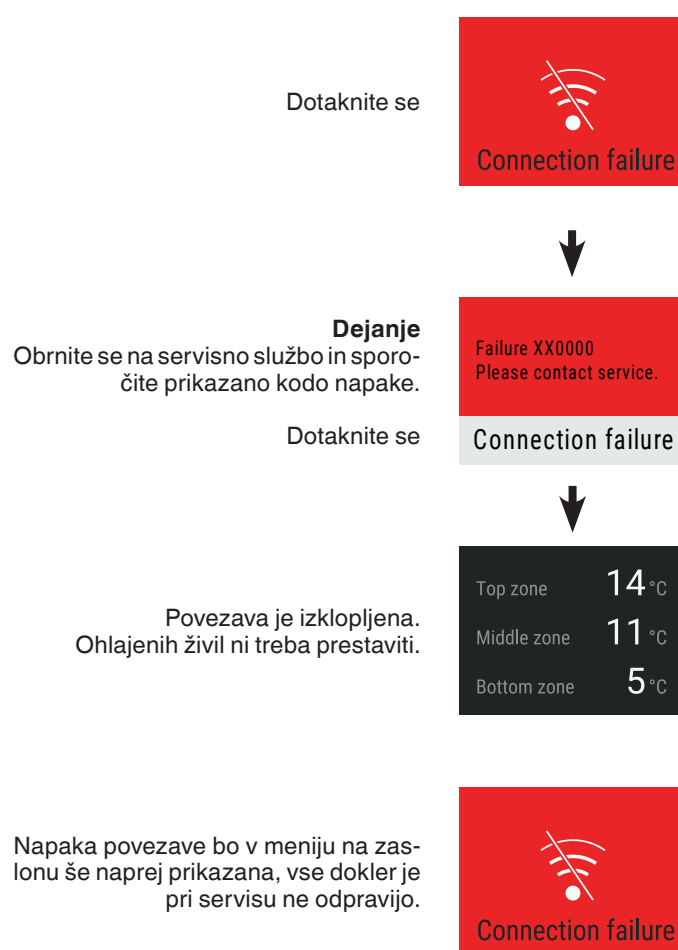 Dotaknite se
Connection failure
Dejanje
Obrnite se na servisno službo in sporo-
čite prikazano kodo napake.
Failure XX0000
Please contact service.
Dotaknite se
Connection failure
Povezava je izklopljena.
Ohlajenih živil ni treba prestaviti.
Top zone 14 °C
Middle zone 11 °C
Bottom zone 5 °C
Napaka povezave bo v meniju na zas-
lonu še naprej prikazana, vse dokler je
pri servisu ne odpravijo.
Connection failure